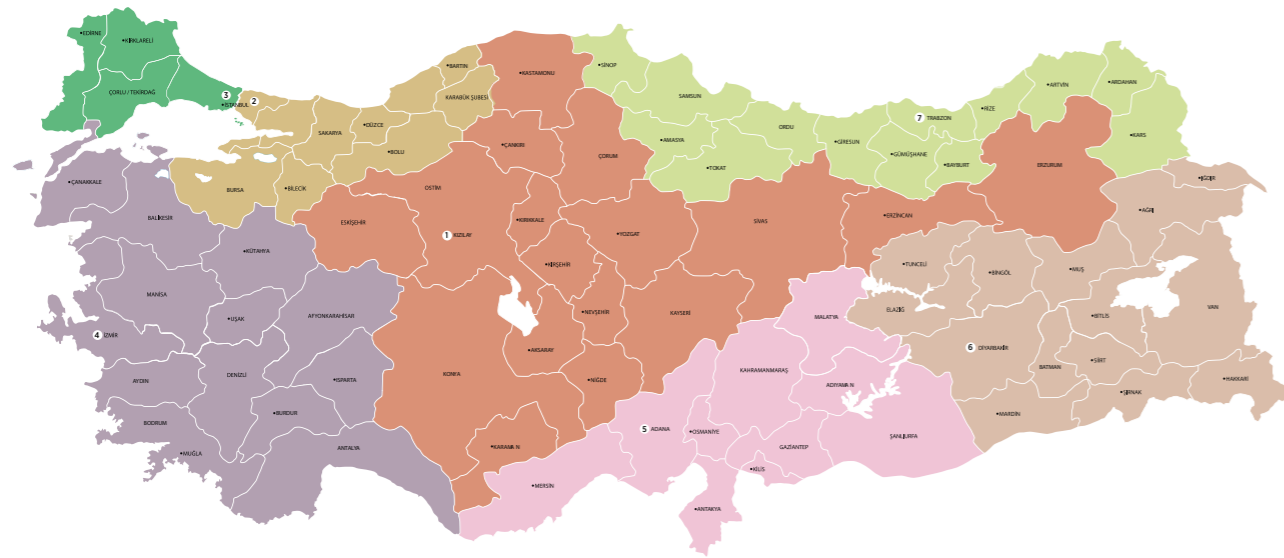 EDİRNE
KIRKLARELİ
ÇORLU / TEKİRDAĞ
3
İSTANBUL
2
SAKARYA
DÜZCE
BOLU
BARTIN
KARABÜK ŞUBESİ
BURSA
BİLECİK
KASTAMONU
ÇANKIRI
ÇORUM
OSTİM
ESKİŞEHİR
1 KIZILAY
KIRIKKALE
KIRŞEHİR
YOZGAT
SİVAS
ERZİNCAN
ERZURUM
NEVŞEHİR
KAYSERİ
AKSARAY
NİĞDE
KONYA
KARAMA N
SİNOP
SAMSUN
AMASYA
TOKAT
ORDU
GİRESUN
7 TRABZON
GÜMÜŞHANE
BAYBURT
RİZE
ARTVİN
ARDAHAN
KARS
ÇANAKKALE
BALIKESİR
KÜTAHYA
MANİSA
UŞAK
AFYONKARAHİSAR
4 İZMİR
AYDIN
DENİZLİ
ISPARTA
BURDUR
BODRUM
MUĞLA
ANTALYA
MERSİN
5 ADANA
OSMANİYE
KAHRAMANMARAŞ
MALATYA
ADIYAMA N
GAZİANTEP
KİLİS
ŞANLIURFA
ANTAKYA
IĞDIR
AĞRI
TUNCELİ
BİNGÖL
MUŞ
ELAZIĞ
BİTLİS
VAN
6 DİYARBAKIR
BATMAN
SİİRT
ŞIRNAK
HAKKARİ
MARDİN